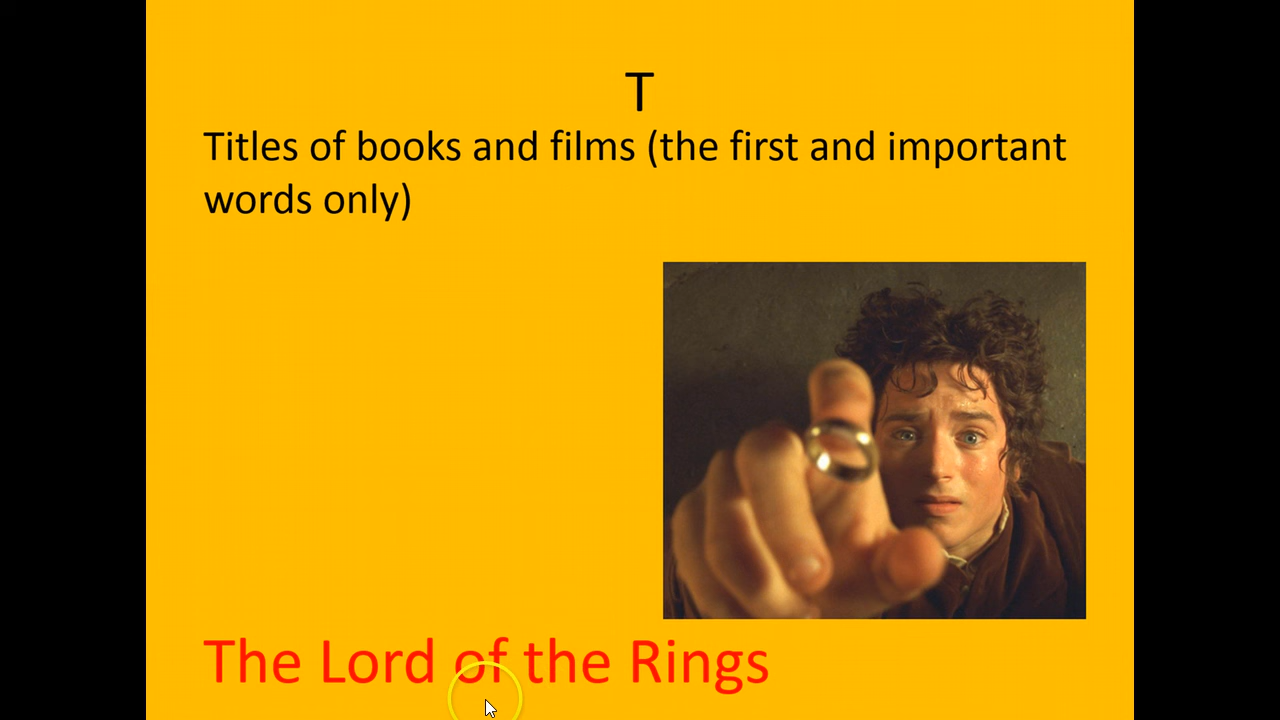 T
Titles of books and films (the first and important
words only)
The Lord of the Rings